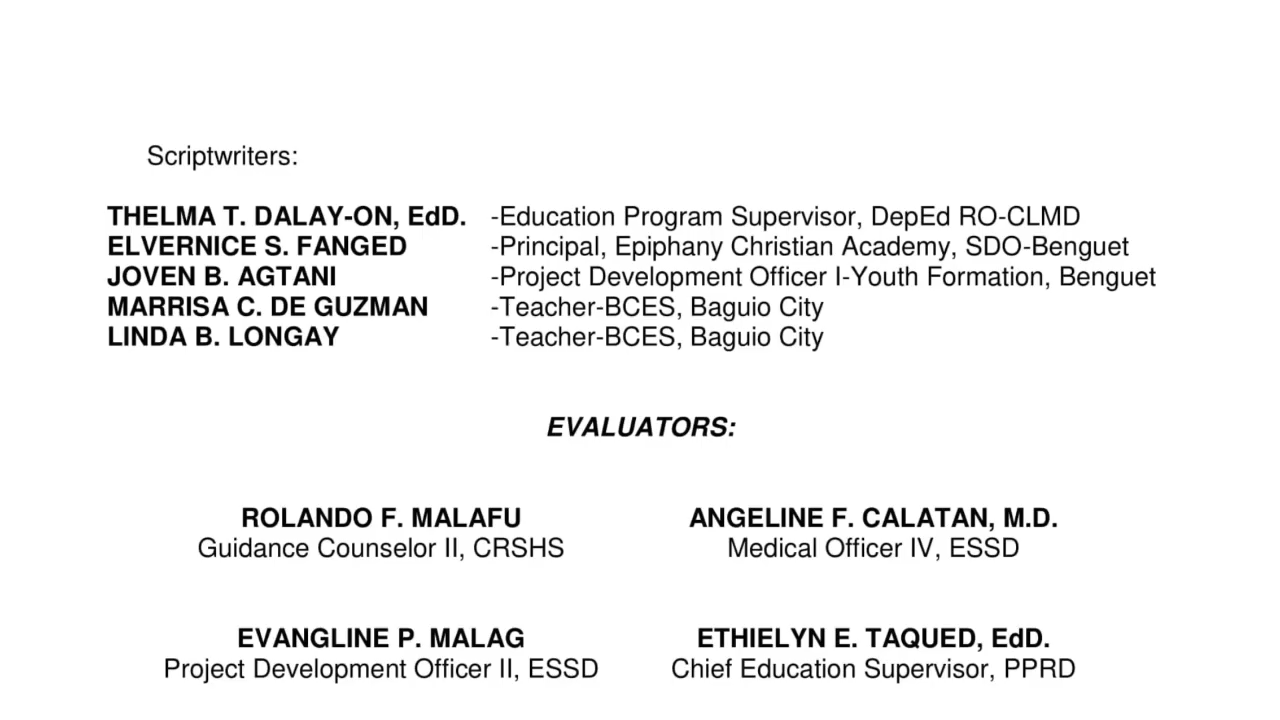 Scriptwriters:
THELMA T. DALAY-ON, EdD. -Education Program Supervisor, DepEd RO-CLMD
ELVERNICE S. FANGED -Principal, Epiphany Christian Academy, SDO-Benguet
JOVEN B. AGTANI -Project Development Officer I-Youth Formation, Benguet
MARRISA C. DE GUZMAN -Teacher-BCES, Baguio City
LINDA B. LONGAY -Teacher-BCES, Baguio City
EVALUATORS:
ROLANDO F. MALAFU ANGELINE F. CALATAN, M.D.
Guidance Counselor II, CRSHS Medical Officer IV, ESSD
EVANGLINE P. MALAG ETHIELYN E. TAQUED, EdD.
Project Development Officer II, ESSD Chief Education Supervisor, PPRD